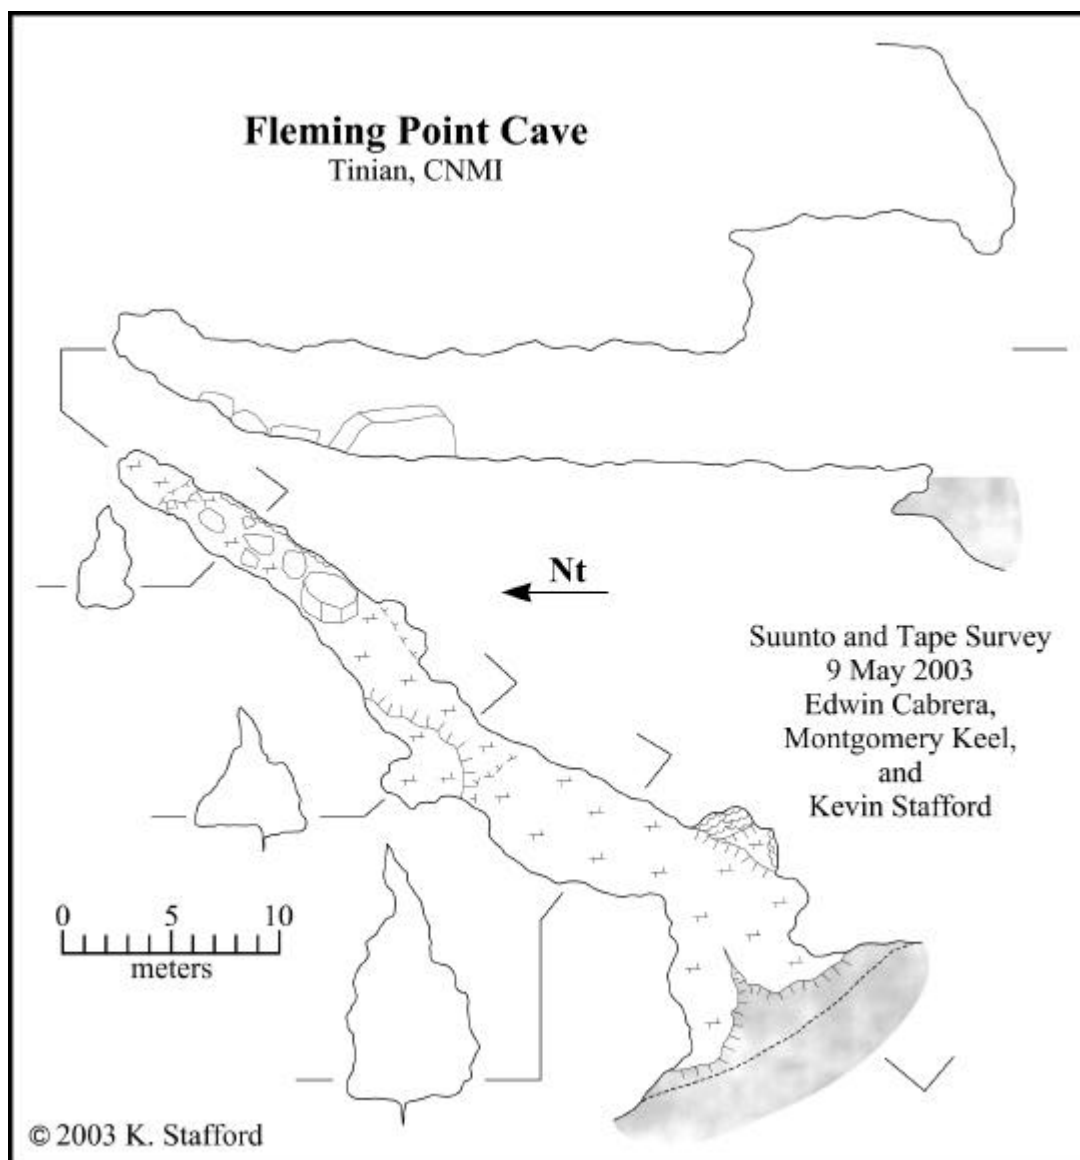 Fleming Point Cave
Tinian, CNMI
Nt
Suunto and Tape Survey
9 May 2003
Edwin Cabrera,
Montgomery Keel,
and
Kevin Stafford
0 5 10
meters
© 2003 K. Stafford